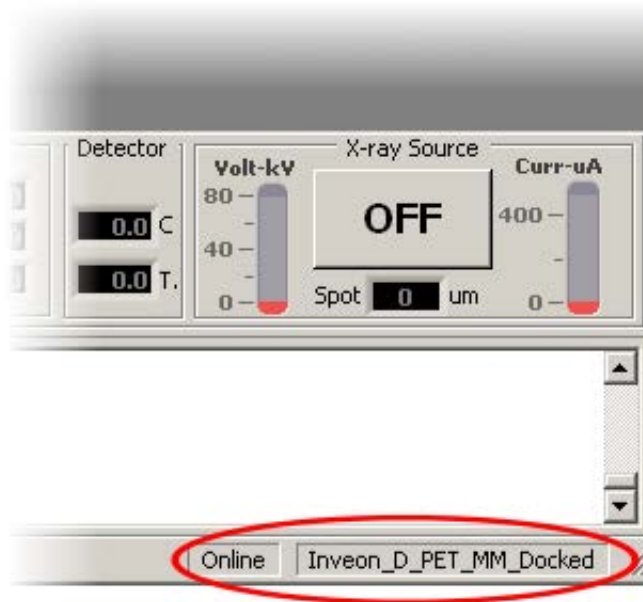 Detector
0.0 C
0.0 T.
X-ray Source
Volt-kV
80
40
0
OFF
Spot 0 um
Curr-uA
400
0
Online
Inveon_D_PET_MM_Docked